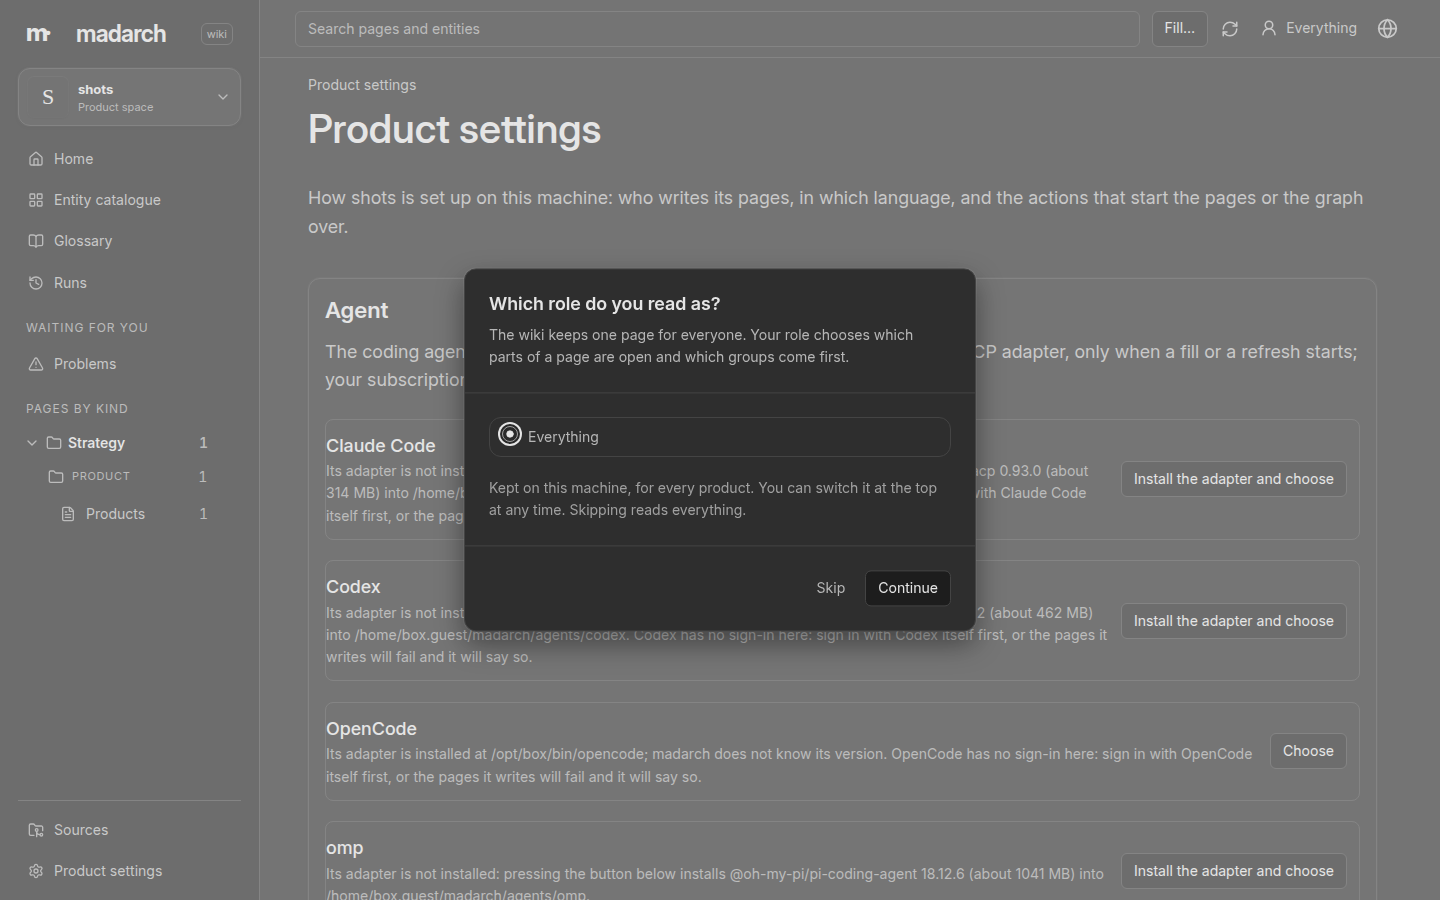 m madarch wiki
S shots
Product space
Home
Entity catalogue
Glossary
Runs
WAITING FOR YOU
Problems
PAGES BY KIND
Strategy 1
PRODUCT 1
Products 1
Sources
Product settings
Search pages and entities
Fill...
Everything
Product settings
Product settings
How shots is set up on this machine: who writes its pages, in which language, and the actions that start the pages or the graph
over.
Agent
The coding agen
CP adapter, only when a fill or a refresh starts;
your subscription
Claude Code
Its adapter is not inst
acp 0.93.0 (about
314 MB) into /home/b
with Claude Code
itself first, or the pag
Install the adapter and choose
Codex
Its adapter is not inst
2 (about 462 MB)
into /home/box.guest/madarch/agents/codex. Codex has no sign-in here: sign in with Codex itself first, or the pages it
writes will fail and it will say so.
Install the adapter and choose
OpenCode
Its adapter is installed at /opt/box/bin/opencode; madarch does not know its version. OpenCode has no sign-in here: sign in with OpenCode
itself first, or the pages it writes will fail and it will say so.
Choose
omp
Its adapter is not installed: pressing the button below installs @oh-my-pi/pi-coding-agent 18.12.6 (about 1041 MB) into
/home/box.guest/madarch/agents/omp.
Install the adapter and choose
Which role do you read as?
The wiki keeps one page for everyone. Your role chooses which
parts of a page are open and which groups come first.
Everything
Kept on this machine, for every product. You can switch it at the top
at any time. Skipping reads everything.
Skip
Continue